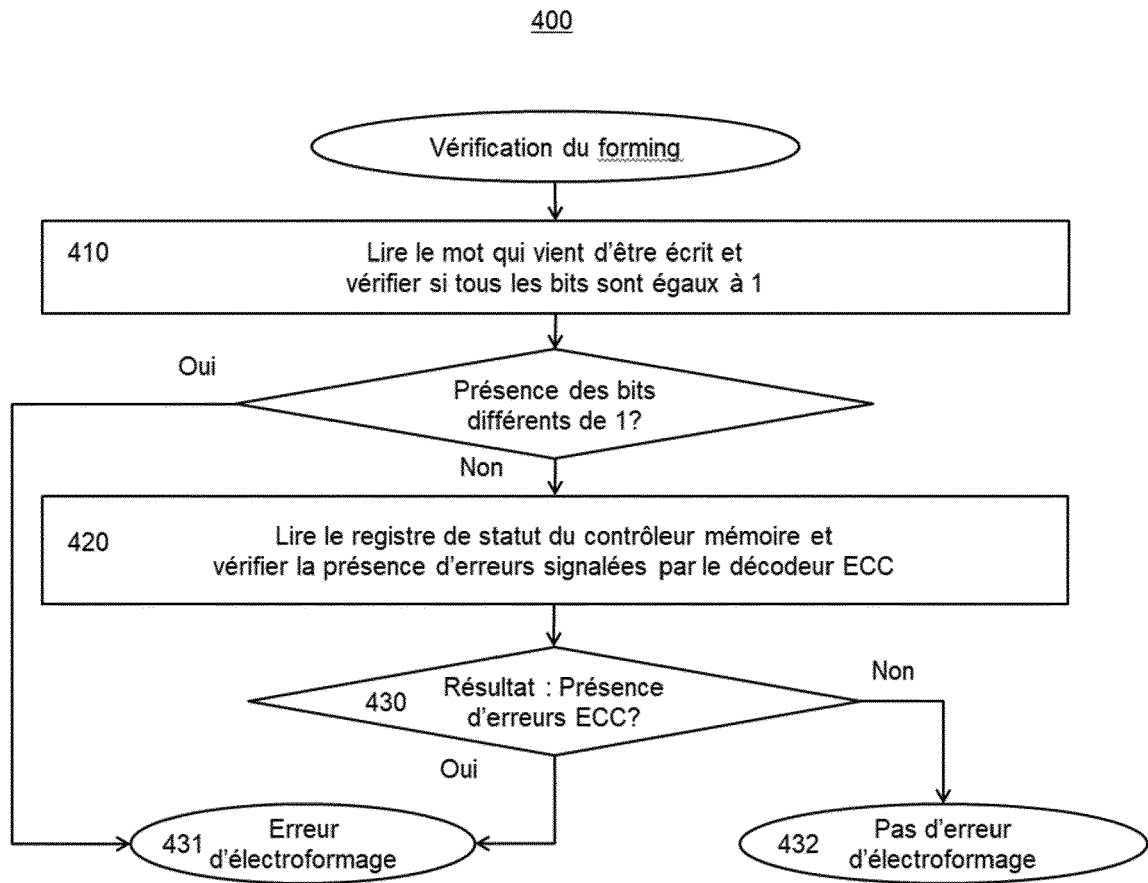 400
Vérification du forming
410
Lire le mot qui vient d'être écrit et
vérifier si tous les bits sont égaux à 1
Oui
Présence des bits
différents de 1?
Non
420
Lire le registre de statut du contrôleur mémoire et
vérifier la présence d'erreurs signalées par le décodeur ECC
430
Résultat : Présence
d'erreurs ECC?
Non
Oui
431
Erreur
d'électroformage
432
Pas d'erreur
d'électroformage